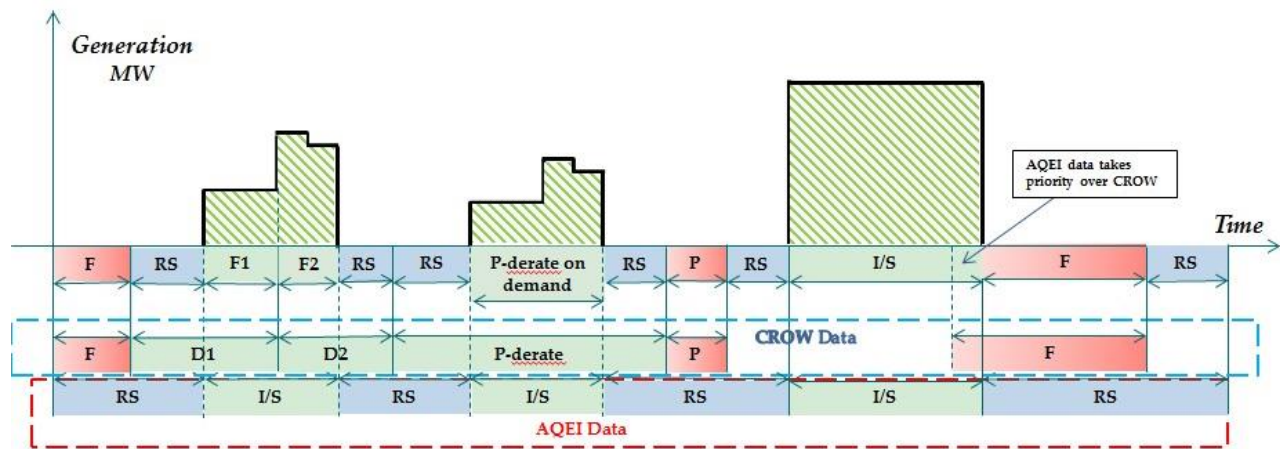 Generation
MW
AQEI data takes
priority over CROW
Time
F RS F1 F2 RS RS P-derate on RS P RS I/S F RS
demand
CROW Data
F D1 D2 P-derate P F
RS I/S RS I/S RS I/S RS
AQEI Data